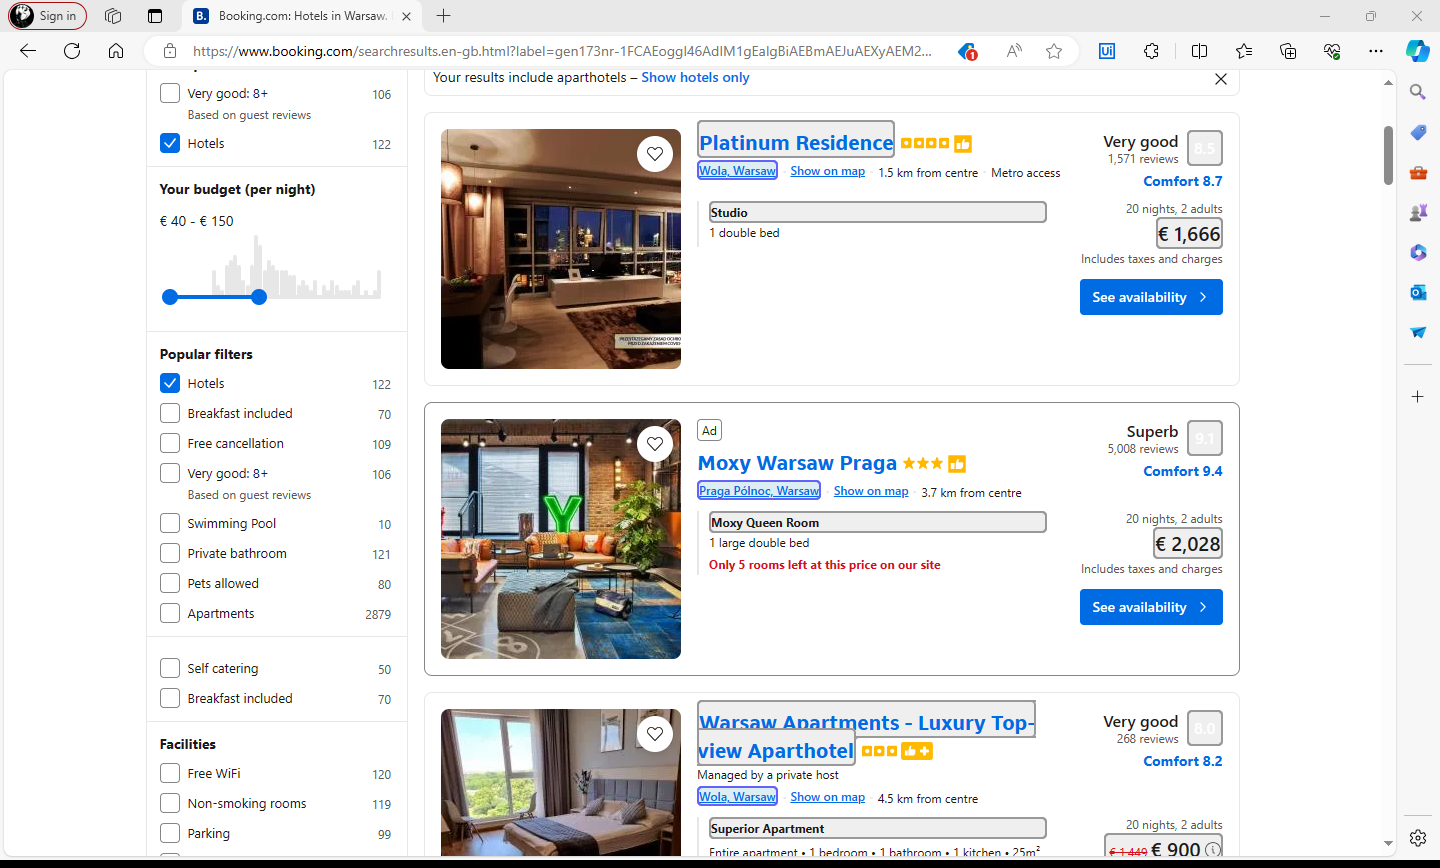 Sign in
Booking.com: Hotels in Warsaw.
https://www.booking.com/searchresults.en-gb.html?label=gen173nr-1FCAEoggI46AdIM1gEaIgBiAEBmAEJuAEXyAEM2...
1
Ui
Very good: 8+ 106
Based on guest reviews
Hotels 122
Your budget (per night)
€ 40 - € 150
Popular filters
Hotels 122
Breakfast included 70
Free cancellation 109
Very good: 8+ 106
Based on guest reviews
Swimming Pool 10
Private bathroom 121
Pets allowed 80
Apartments 2879
Self catering 50
Breakfast included 70
Facilities
Free WiFi 120
Non-smoking rooms 119
Parking 99
Your results include aparthotels – Show hotels only
Platinum Residence
Wola, Warsaw · Show on map · 1.5 km from centre · Metro access
Studio
1 double bed
Very good 8.5
1,571 reviews
Comfort 8.7
20 nights, 2 adults
€ 1,666
Includes taxes and charges
See availability
Ad
Moxy Warsaw Praga
Praga Północ, Warsaw · Show on map · 3.7 km from centre
Moxy Queen Room
1 large double bed
Only 5 rooms left at this price on our site
Superb 9.1
5,008 reviews
Comfort 9.4
20 nights, 2 adults
€ 2,028
Includes taxes and charges
See availability
Warsaw Apartments - Luxury Top-
view Aparthotel
Managed by a private host
Wola, Warsaw · Show on map · 4.5 km from centre
Superior Apartment
Entire apartment • 1 bedroom • 1 bathroom • 1 kitchen • 25m²
Very good 8.0
268 reviews
Comfort 8.2
20 nights, 2 adults
€ 1,449 € 900